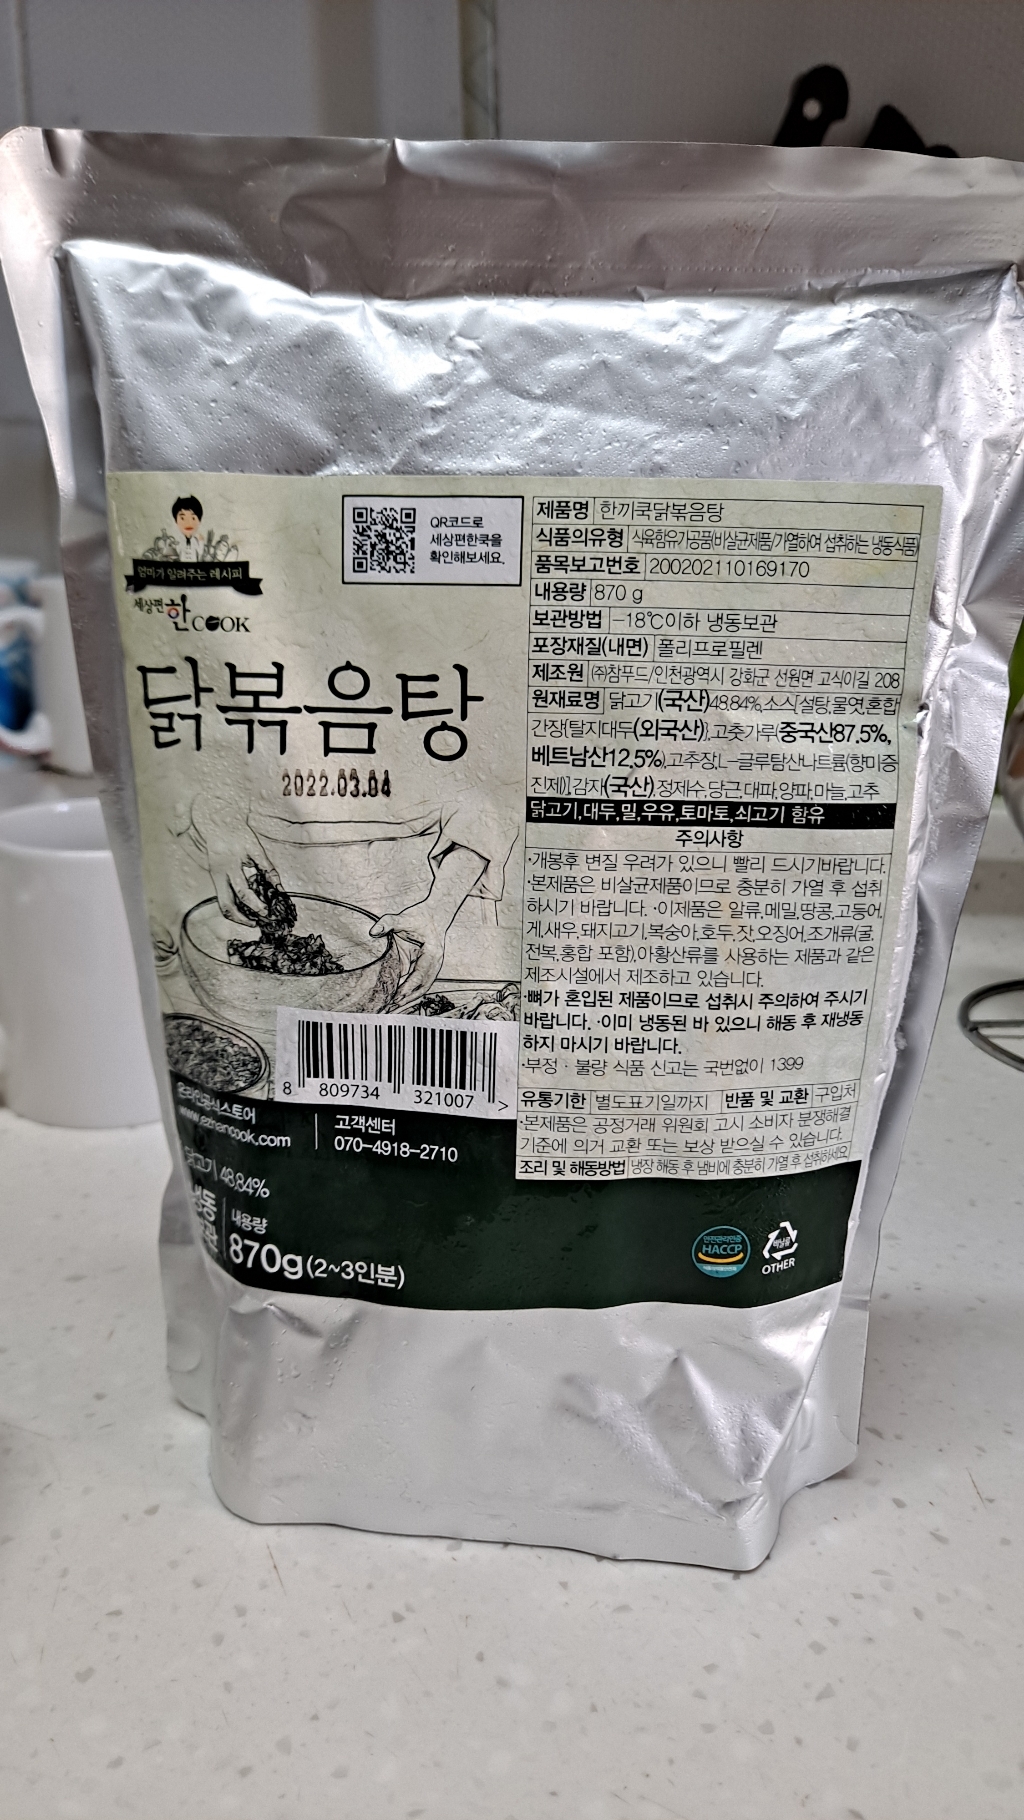 엄마가 알려주는 레시피
세상편한COOK
QR코드로
세상편한쿡을
확인해보세요.
닭볶음탕
2022.03.04
8 809734 321007 >
온라인공식스토어
www.ezhancook.com
고객센터
070-4918-2710
닭고기 48.84%
냉동
보관
내용량
870g(2~3인분)
제품명 한끼쿡닭볶음탕
식품의유형 식육함유가공품(비살균제품/가열하여 섭취하는 냉동식품)
품목보고번호 200202110169170
내용량 870 g
보관방법 -18℃이하 냉동보관
포장재질(내면) 폴리프로필렌
제조원 ㈜참푸드/인천광역시 강화군 선원면 고식이길 208
원재료명 닭고기(국산)48.84%,소스[설탕,물엿,혼합
간장{탈지대두(외국산)},고춧가루(중국산87.5%,
베트남산12.5%),고추장,L-글루탐산나트륨(향미증
진제)],감자(국산),정제수,당근,대파,양파,마늘,고추
닭고기,대두,밀,우유,토마토,쇠고기 함유
주의사항
·개봉후 변질 우려가 있으니 빨리 드시기바랍니다.
·본제품은 비살균제품이므로 충분히 가열 후 섭취
하시기 바랍니다. ·이제품은 알류,메밀,땅콩,고등어,
게,새우,돼지고기,복숭아,호두,잣,오징어,조개류(굴,
전복,홍합 포함),아황산류를 사용하는 제품과 같은
제조시설에서 제조하고 있습니다.
·뼈가 혼입된 제품이므로 섭취시 주의하여 주시기
바랍니다. ·이미 냉동된 바 있으니 해동 후 재냉동
하지 마시기 바랍니다.
·부정 · 불량 식품 신고는 국번없이 1399
유통기한 별도표기일까지 반품 및 교환 구입처
·본제품은 공정거래 위원회 고시 소비자 분쟁해결
기준에 의거 교환 또는 보상 받으실 수 있습니다.
조리 및 해동방법 냉장 해동 후 냄비에 충분히 가열 후 섭취하세요
안전관리인증
HACCP
비닐류
OTHER